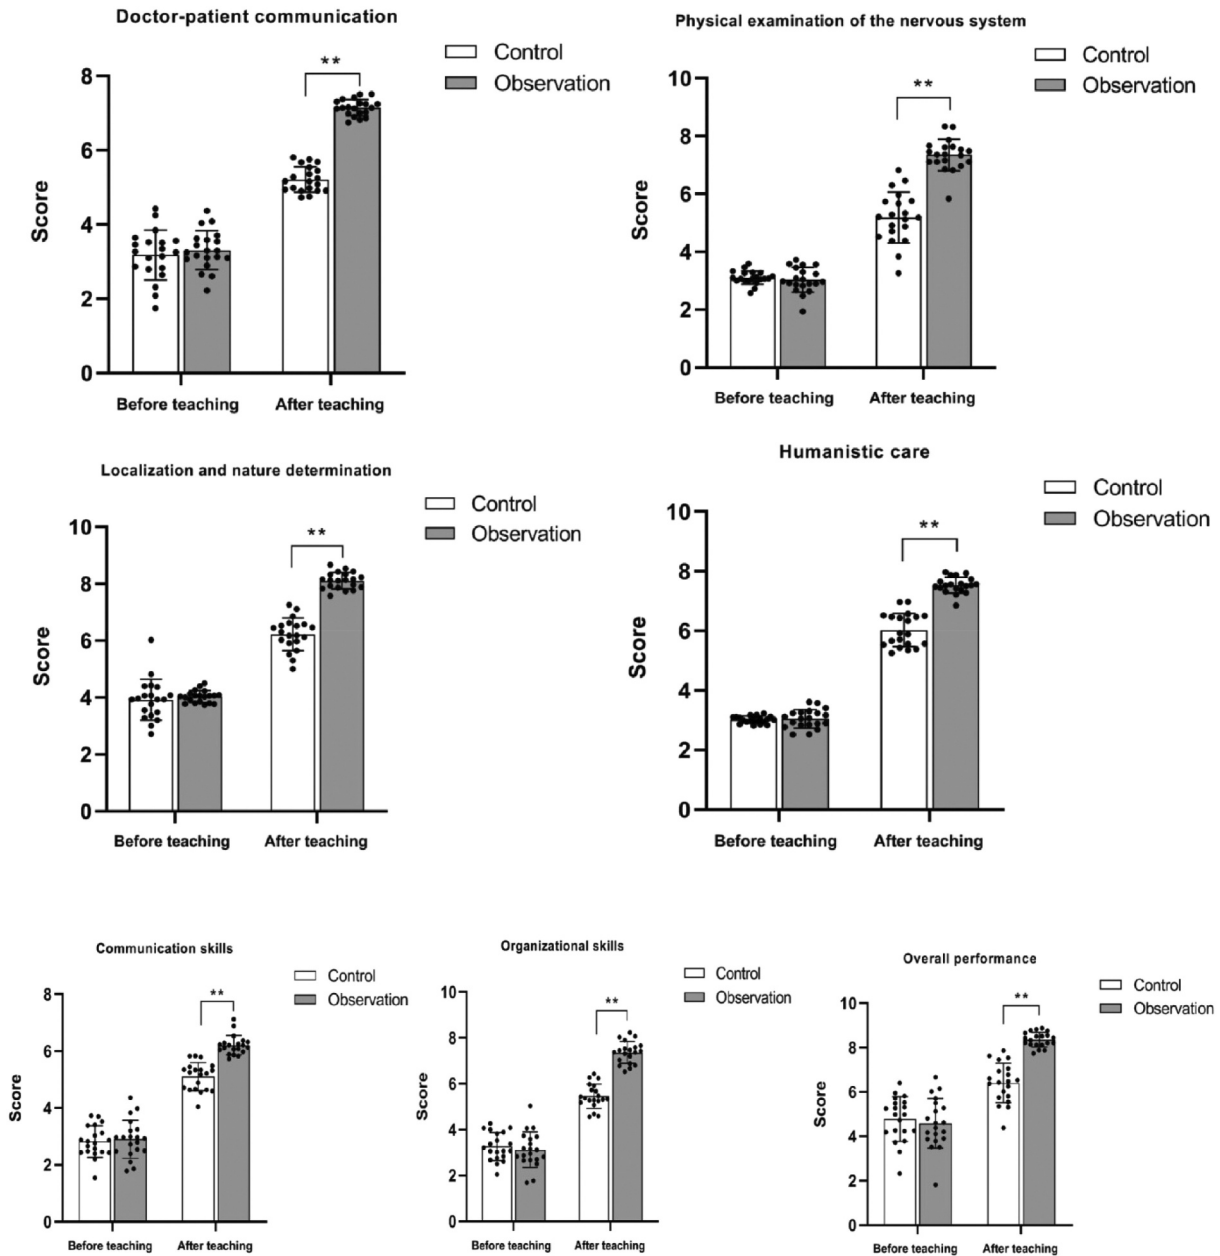 Doctor-patient communication
Control
Observation
**
8
6
4
2
0
Score
Before teaching
After teaching
Physical examination of the nervous system
Control
Observation
**
10
8
6
4
2
0
Score
Before teaching
After teaching
Localization and nature determination
Control
Observation
**
10
8
6
4
2
0
Score
Before teaching
After teaching
Humanistic care
Control
Observation
**
10
8
6
4
2
0
Score
Before teaching
After teaching
Communication skills
Control
Observation
**
8
6
4
2
0
Score
Before teaching
After teaching
Organizational skills
Control
Observation
**
10
8
6
4
2
0
Score
Before teaching
After teaching
Overall performance
Control
Observation
**
10
8
6
4
2
0
Score
Before teaching
After teaching